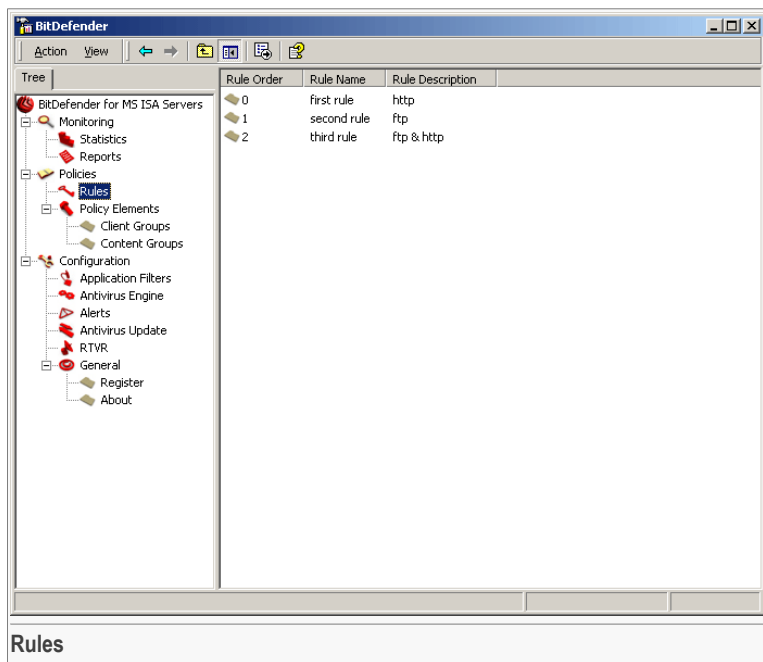 BitDefender
Action View
Tree
BitDefender for MS ISA Servers
Monitoring
Statistics
Reports
Policies
Rules
Policy Elements
Client Groups
Content Groups
Configuration
Application Filters
Antivirus Engine
Alerts
Antivirus Update
RTVR
General
Register
About
Rule Order Rule Name Rule Description
0 first rule http
1 second rule ftp
2 third rule ftp & http
Rules